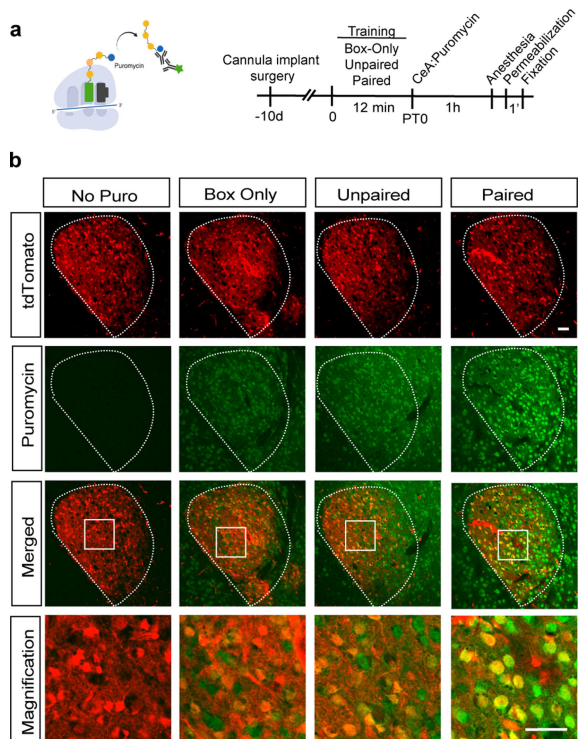 a
Puromycin
5'
3'
Cannula implant
surgery
-10d
Training
Box-Only
Unpaired
Paired
0
12 min
CeA:Puromycin
PT0
1h
Anesthesia
Permeabilization
Fixation
1'
b
No Puro
Box Only
Unpaired
Paired
tdTomato
Puromycin
Merged
Magnification